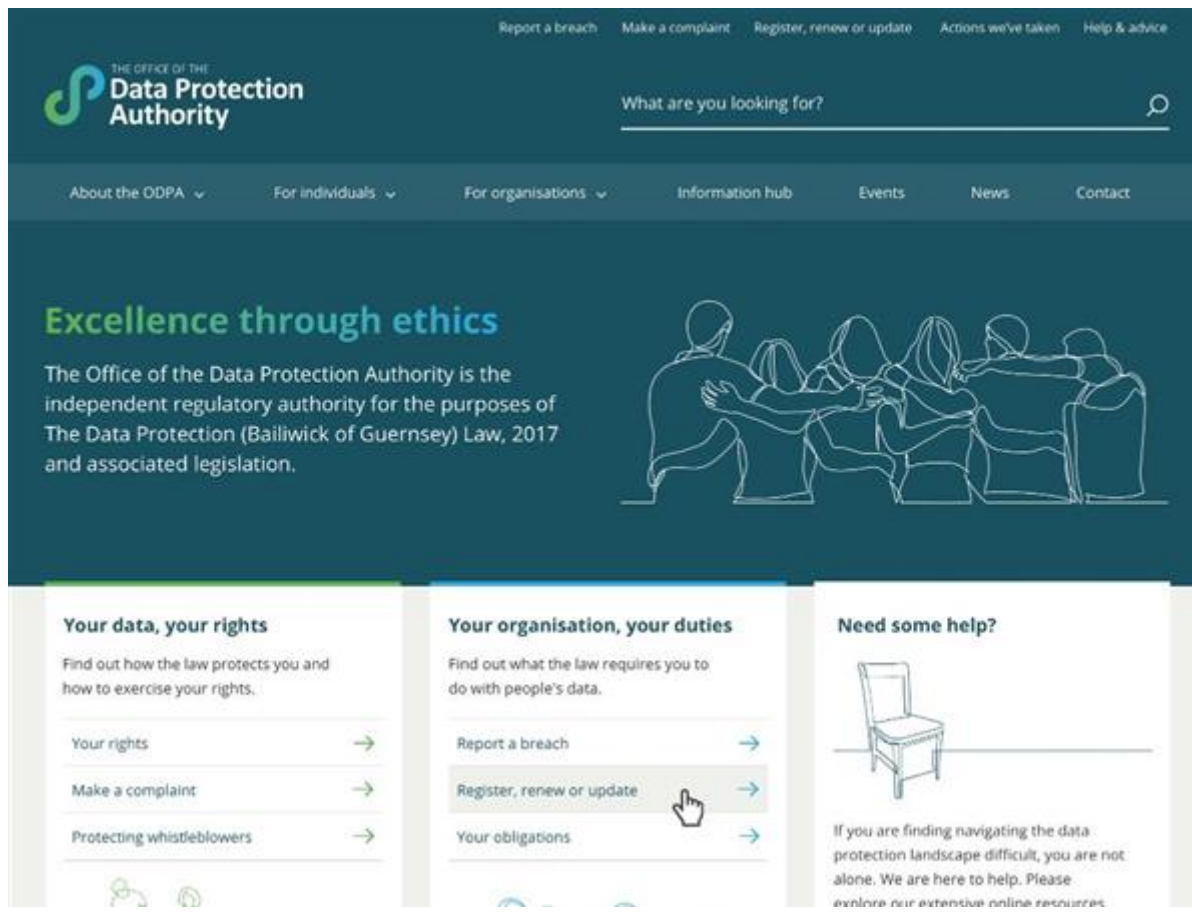 Report a breach Make a complaint Register, renew or update Actions we've taken Help & advice
THE OFFICE OF THE
Data Protection
Authority
What are you looking for?
About the ODPA For individuals For organisations Information hub Events News Contact
Excellence through ethics
The Office of the Data Protection Authority is the
independent regulatory authority for the purposes of
The Data Protection (Bailiwick of Guernsey) Law, 2017
and associated legislation.
Your data, your rights
Find out how the law protects you and
how to exercise your rights.
Your rights
Make a complaint
Protecting whistleblowers
Your organisation, your duties
Find out what the law requires you to
do with people's data.
Report a breach
Register, renew or update
Your obligations
Need some help?
If you are finding navigating the data
protection landscape difficult, you are not
alone. We are here to help. Please
explore our extensive online resources